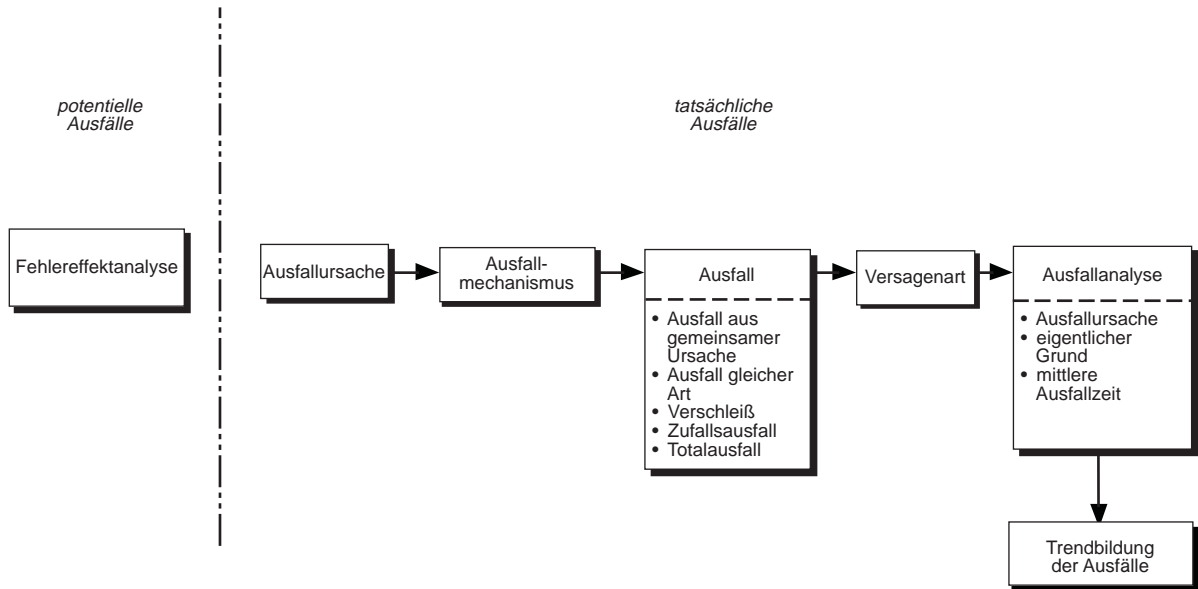 potentielle
Ausfälle
tatsächliche
Ausfälle
Fehlereffektanalyse
Ausfallursache
Ausfall-
mechanismus
Ausfall
• Ausfall aus
gemeinsamer
Ursache
• Ausfall gleicher
Art
• Verschleiß
• Zufallsausfall
• Totalausfall
Versagenart
Ausfallanalyse
• Ausfallursache
• eigentlicher
Grund
• mittlere
Ausfallzeit
Trendbildung
der Ausfälle